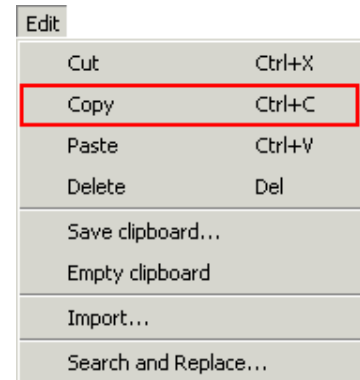 Edit
Cut Ctrl+X
Copy Ctrl+C
Paste Ctrl+V
Delete Del
Save clipboard...
Empty clipboard
Import...
Search and Replace...